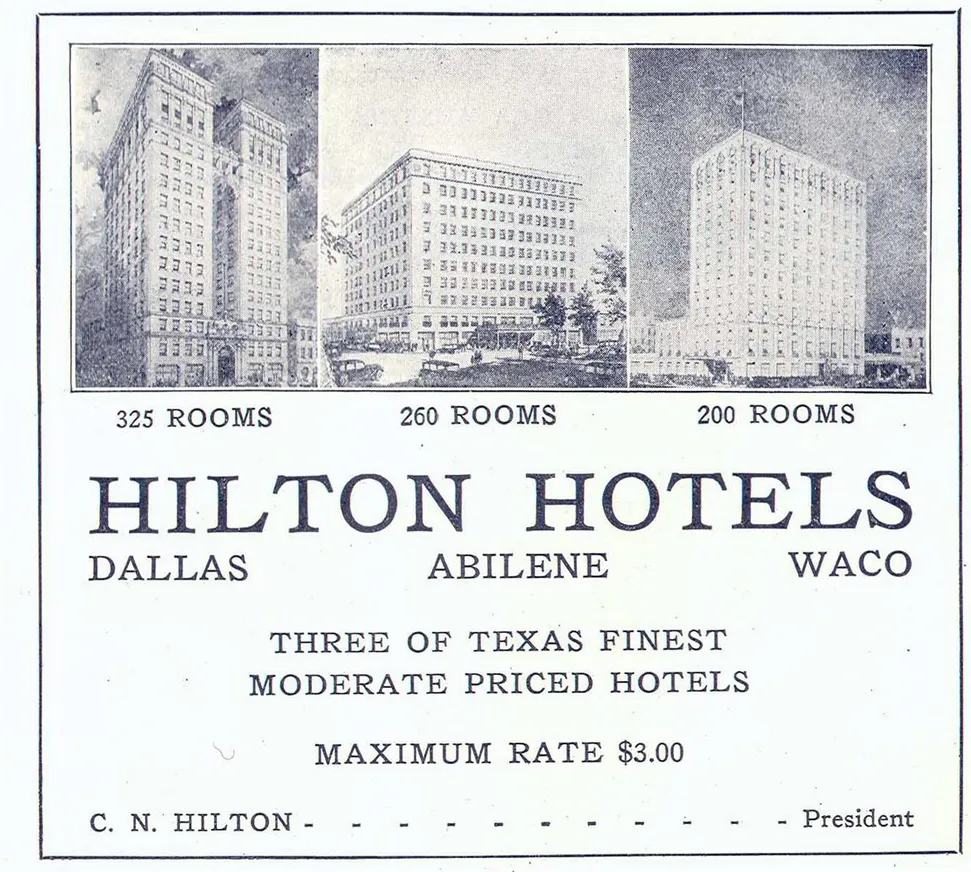 325 ROOMS 260 ROOMS 200 ROOMS
HILTON HOTELS
DALLAS ABILENE WACO
THREE OF TEXAS FINEST
MODERATE PRICED HOTELS
MAXIMUM RATE $3.00
C. N. HILTON - - - - - - - - - - - President